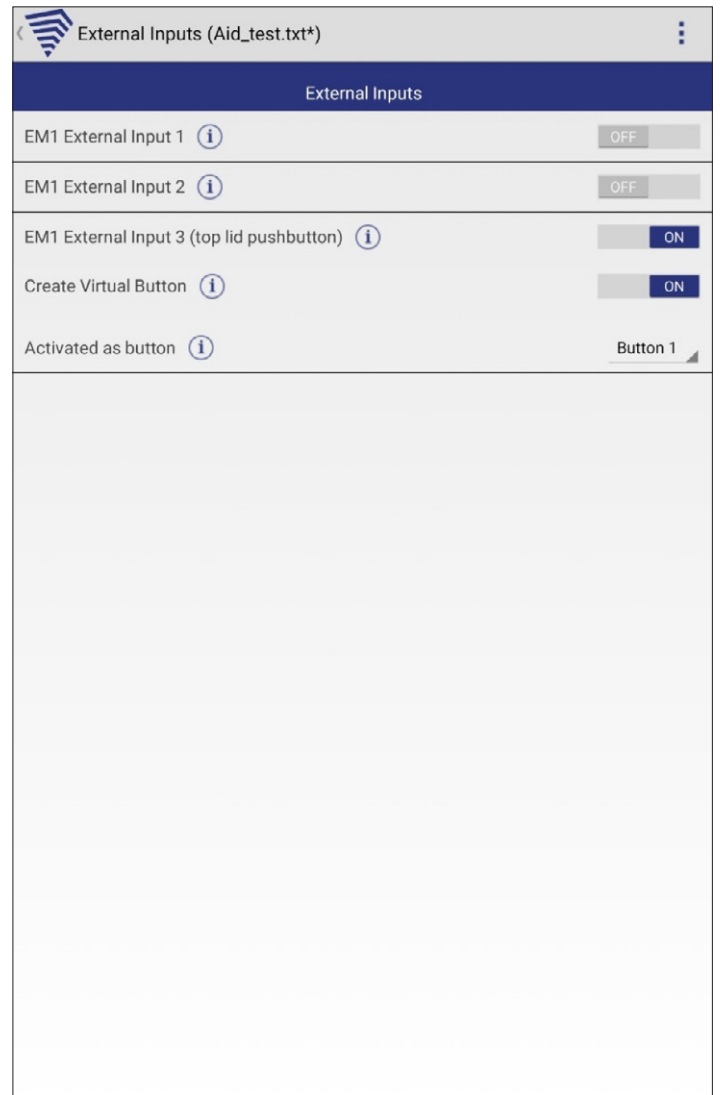 External Inputs (Aid_test.txt*)
External Inputs
EM1 External Input 1 i OFF
EM1 External Input 2 i OFF
EM1 External Input 3 (top lid pushbutton) i ON
Create Virtual Button i ON
Activated as button i Button 1